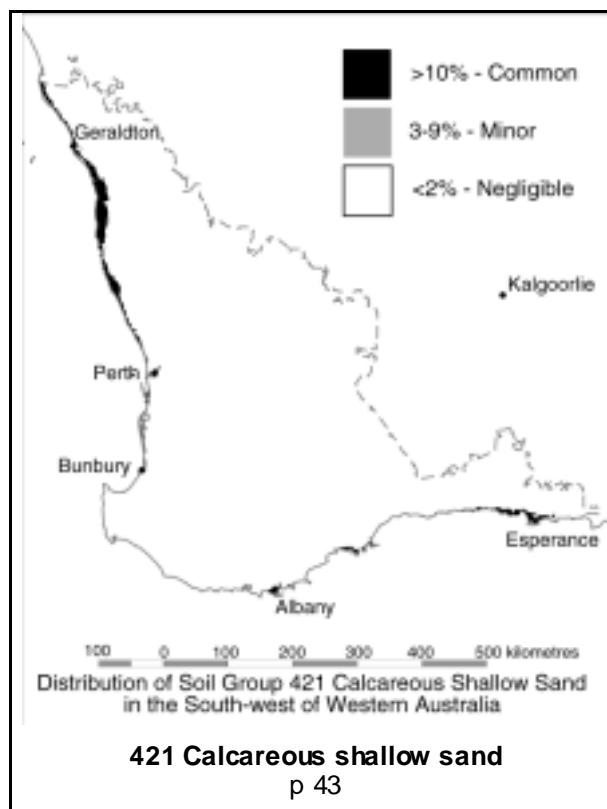 >10% - Common
3-9% - Minor
<2% - Negligible
Geraldton
Kalgoorlie
Perth
Bunbury
Esperance
Albany
100 0 100 200 300 400 500 kilometres
Distribution of Soil Group 421 Calcareous Shallow Sand
in the South-west of Western Australia
421 Calcareous shallow sand
p 43